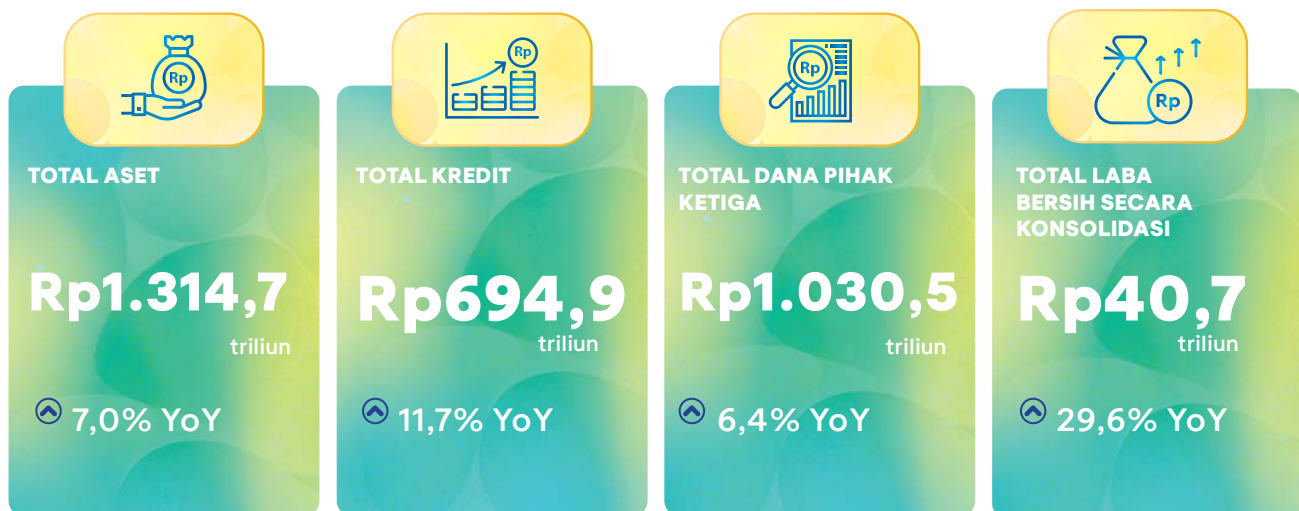 Rp
TOTAL ASET
Rp1.314,7
triliun
7,0% YoY
Rp
TOTAL KREDIT
Rp694,9
triliun
11,7% YoY
Rp
TOTAL DANA PIHAK
KETIGA
Rp1.030,5
triliun
6,4% YoY
Rp
TOTAL LABA
BERSIH SECARA
KONSOLIDASI
Rp40,7
triliun
29,6% YoY